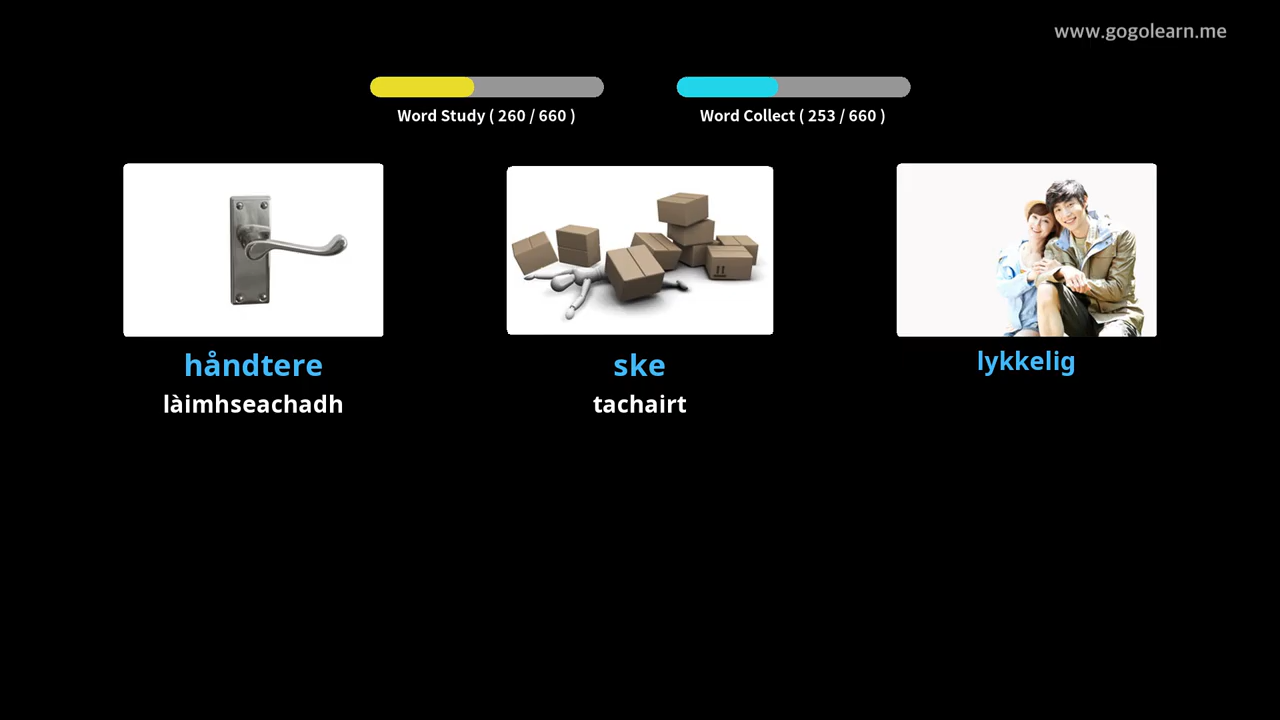 www.gogolearn.me
Word Study ( 260 / 660 )
Word Collect ( 253 / 660 )
håndtere
làimhseachadh
ske
tachairt
lykkelig